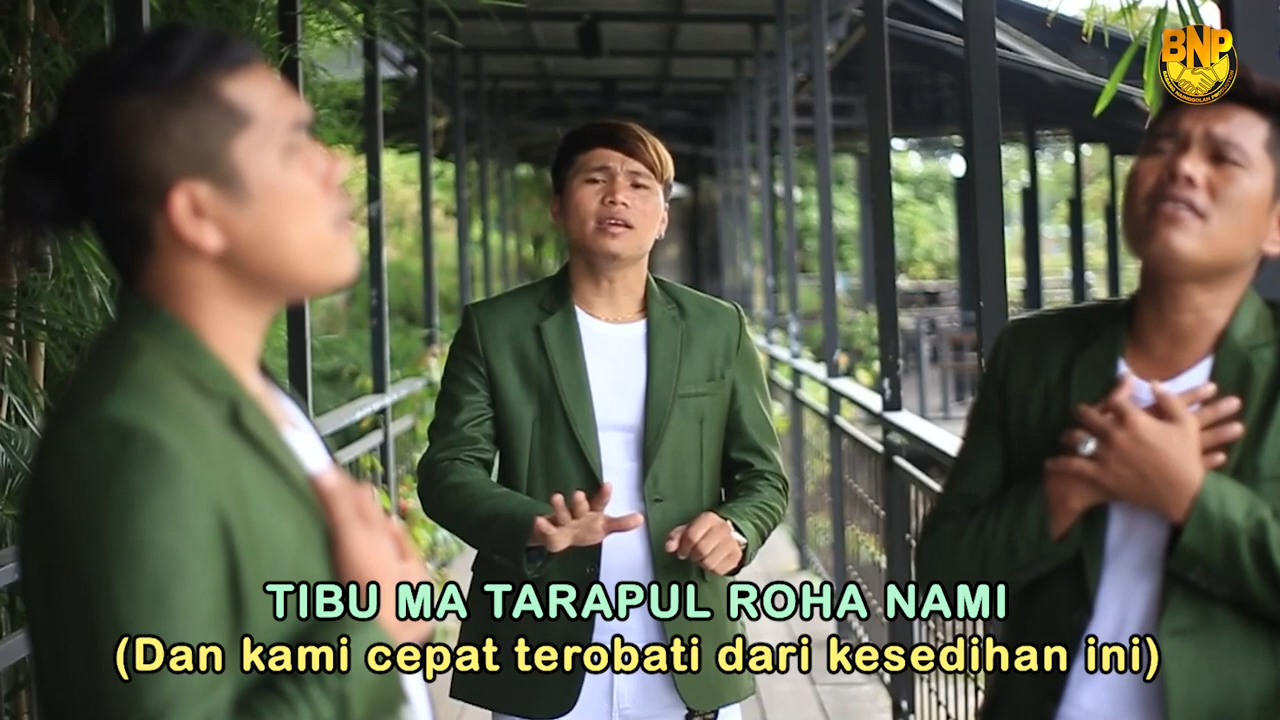 BNP
TIBU MA TARAPUL ROHA NAMI
(Dan kami cepat terobati dari kesedihan ini)